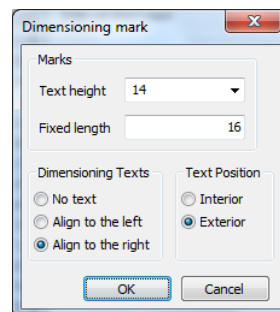 Dimensioning mark
Marks
Text height 14
Fixed length 16
Dimensioning Texts
No text
Align to the left
Align to the right
Text Position
Interior
Exterior
OK Cancel